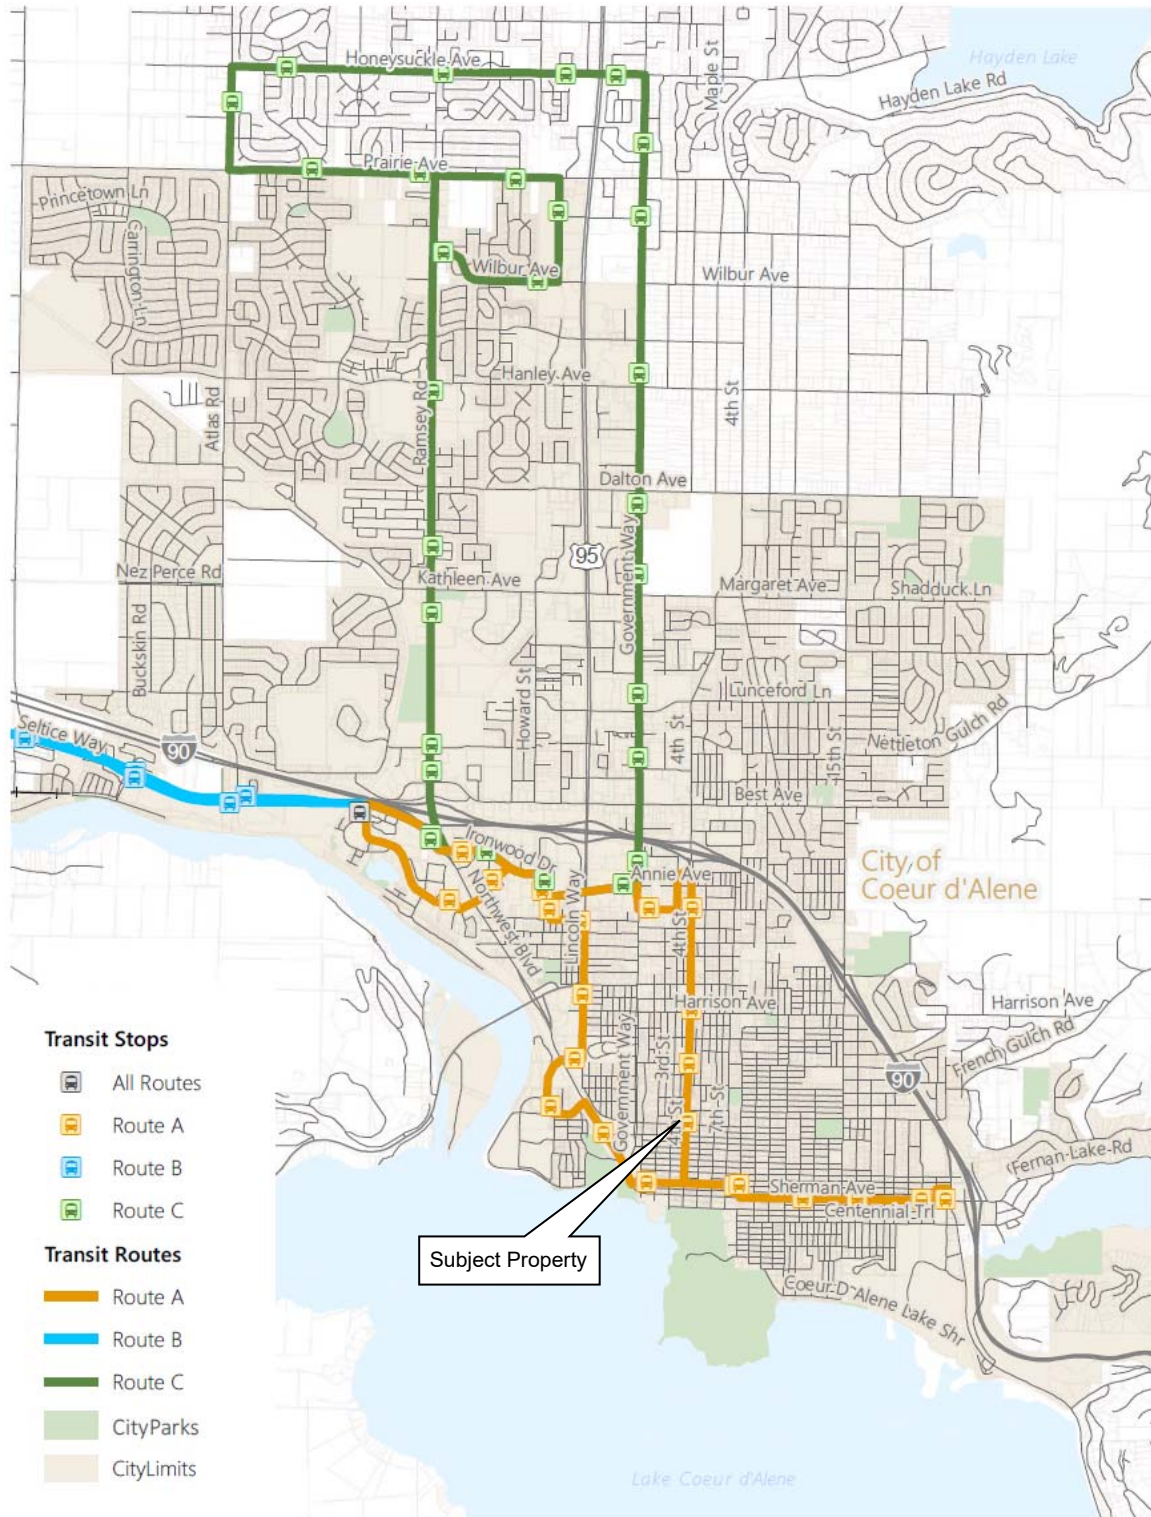 Honeysuckle Ave
Maple St
Hayden Lake
Hayden Lake Rd
Prairie Ave
Princetown Ln
Carrington Ln
Wilbur Ave
Wilbur Ave
Hanley Ave
Atlas Rd
Ramsey Rd
4th St
Dalton Ave
95
Government Way
Nez Perce Rd
Kathleen Ave
Margaret Ave
Shadduck Ln
Buckskin Rd
Howard St
Lunceford Ln
4th St
15th St
Nettleton Gulch Rd
Seltice Way
90
Best Ave
Ironwood Dr
Annie Ave
City of
Coeur d'Alene
Northwest Blvd
Lincoln Way
4th St
Harrison Ave
Harrison Ave
French Gulch Rd
Government Way
3rd St
90
4th St
7th St
Fernan Lake Rd
Sherman Ave
Centennial Trl
Subject Property
Coeur D Alene Lake Shr
Lake Coeur d'Alene
Transit Stops
All Routes
Route A
Route B
Route C
Transit Routes
Route A
Route B
Route C
CityParks
CityLimits